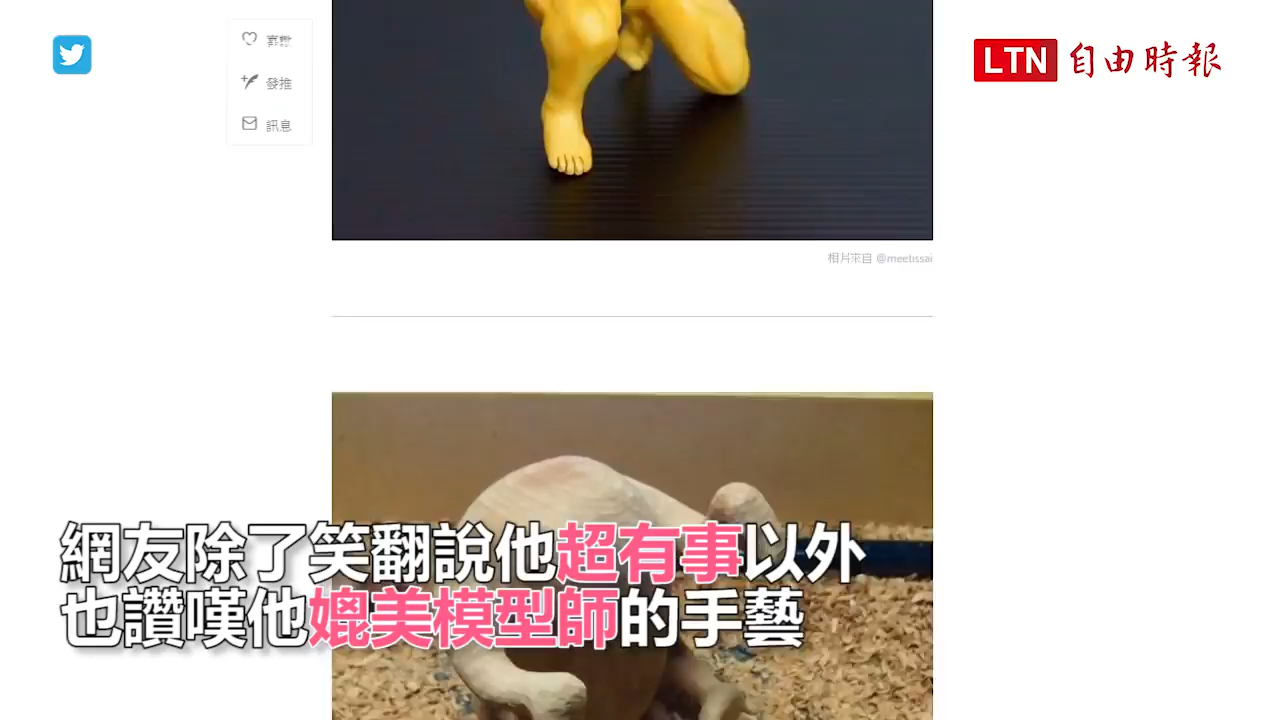 LTN 自由時報
喜歡
發推
訊息
相片來自 @meetissai
網友除了笑翻說他超有事以外
也讚嘆他媲美模型師的手藝